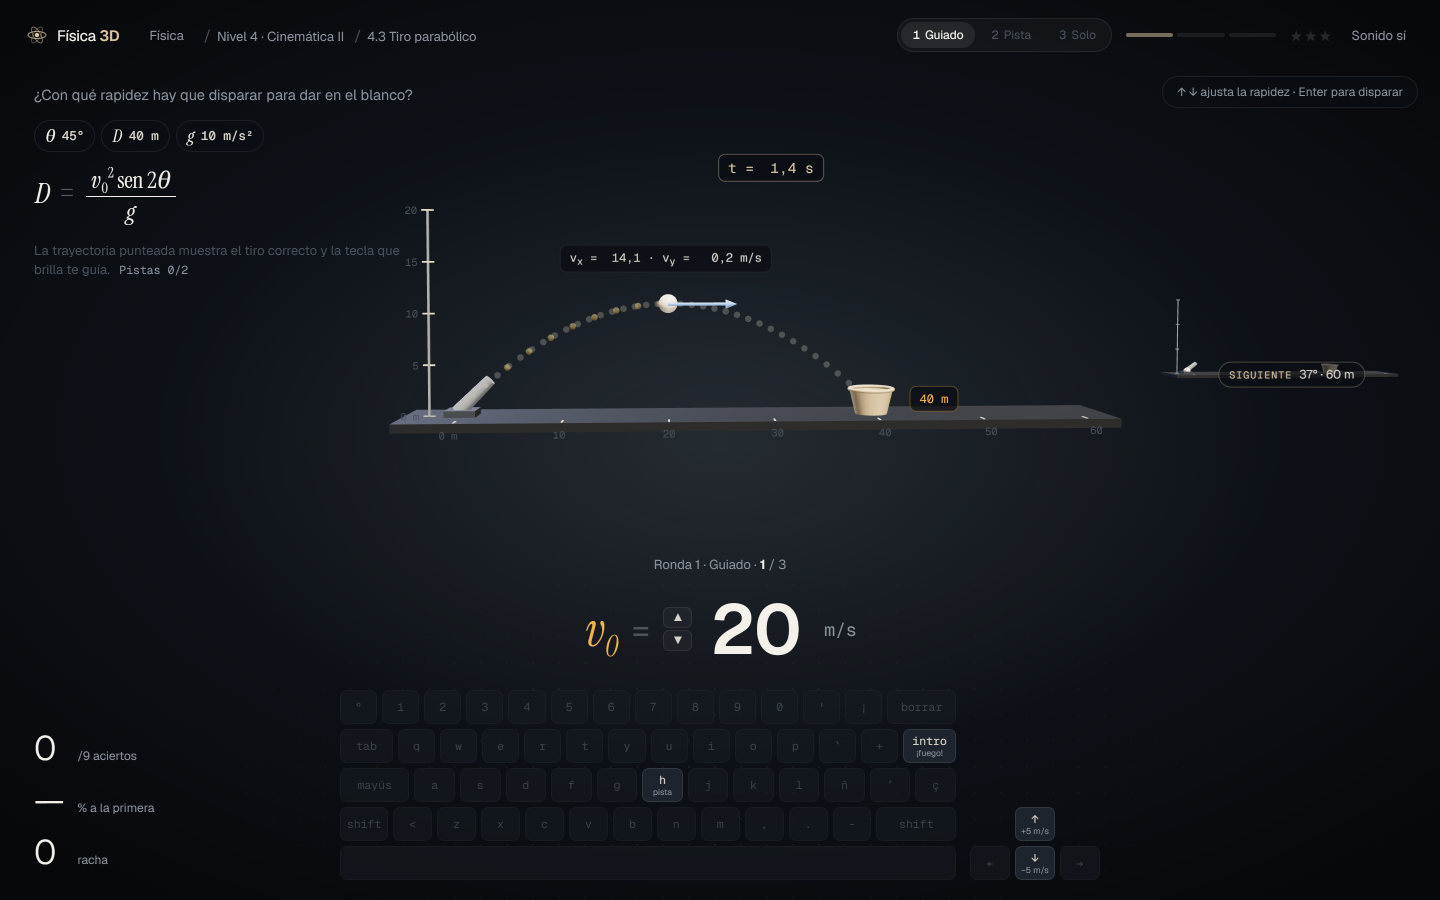 Física 3D
Física / Nivel 4 · Cinemática II / 4.3 Tiro parabólico
1 Guiado 2 Pista 3 Solo
★★★
Sonido sí
¿Con qué rapidez hay que disparar para dar en el blanco?
↑↓ ajusta la rapidez · Enter para disparar
θ 45° D 40 m g 10 m/s²
D = v₀² sen 2θ / g
La trayectoria punteada muestra el tiro correcto y la tecla que
brilla te guía. Pistas 0/2
t = 1,4 s
vx = 14,1 · vy = 0,2 m/s
20
15
10
5
0 m
40 m
0 m 10 20 30 40 50 60
SIGUIENTE 37° · 60 m
Ronda 1 · Guiado · 1 / 3
v₀ = ▲ ▼ 20 m/s
º 1 2 3 4 5 6 7 8 9 0 ' ¡ borrar
tab q w e r t y u i o p ` + intro
¡fuego!
mayús a s d f g h j k l ñ ´ ç
pista
shift < z x c v b n m , . - shift
↑
+5 m/s
← ↓ →
−5 m/s
0 /9 aciertos
— % a la primera
0 racha